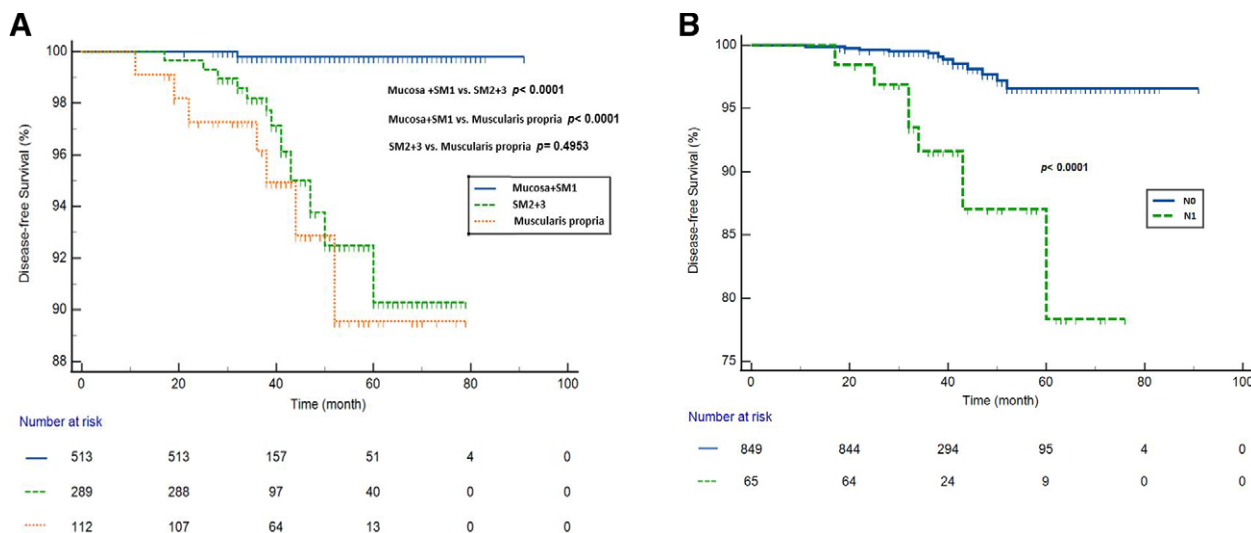 A
Disease-free Survival (%)
100
98
96
94
92
90
88
Mucosa +SM1 vs. SM2+3 p< 0.0001
Mucosa+SM1 vs. Muscularis propria p< 0.0001
SM2+3 vs. Muscularis propria p= 0.4953
Mucosa+SM1
SM2+3
Muscularis propria
0 20 40 60 80 100
Time (month)
Number at risk
513 513 157 51 4 0
289 288 97 40 0 0
112 107 64 13 0 0
B
Disease-free Survival (%)
100
95
90
85
80
75
p< 0.0001
N0
N1
0 20 40 60 80 100
Time (month)
Number at risk
849 844 294 95 4 0
65 64 24 9 0 0